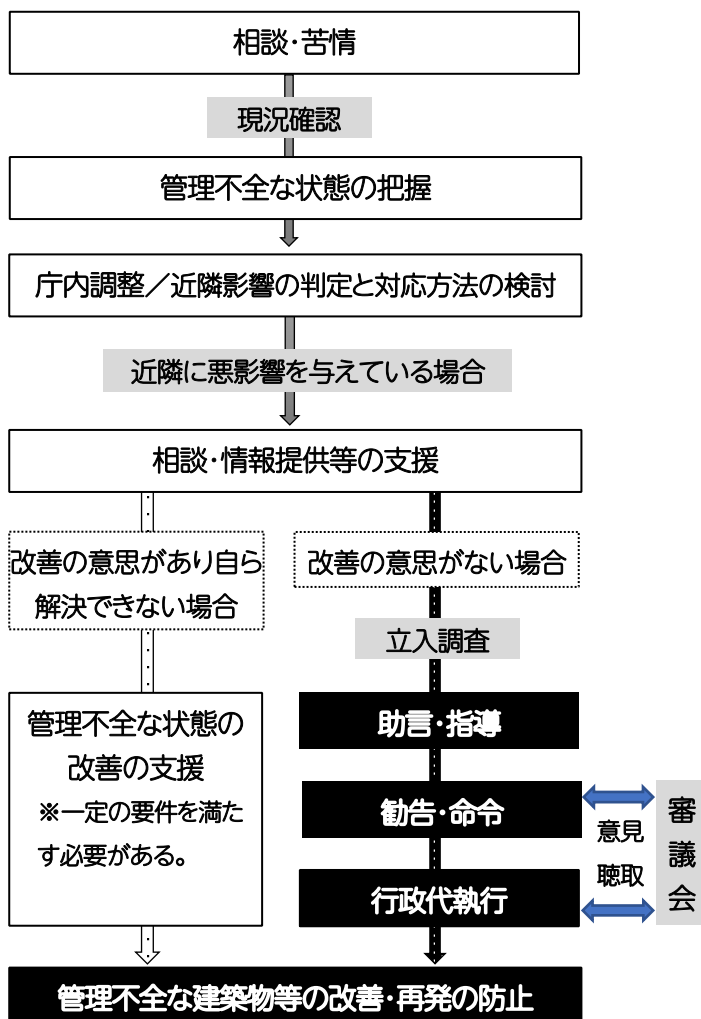 相談・苦情
現況確認
管理不全な状態の把握
庁内調整／近隣影響の判定と対応方法の検討
近隣に悪影響を与えている場合
相談・情報提供等の支援
改善の意思があり自ら
解決できない場合
改善の意思がない場合
立入調査
管理不全な状態の
改善の支援
※一定の要件を満た
す必要がある。
助言・指導
勧告・命令
行政代執行
意見
聴取
審議会
管理不全な建築物等の改善・再発の防止